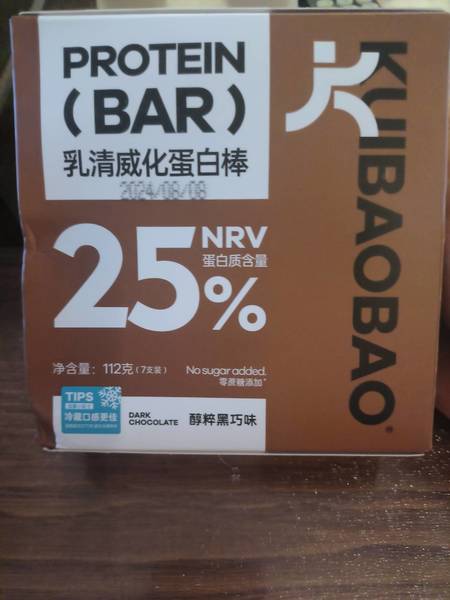 PROTEIN
(BAR)
乳清威化蛋白棒
2024/08/08
25%
NRV
蛋白质含量
净含量：112克(7支装)
No sugar added.
零蔗糖添加*
TIPS
冷藏口感更佳
DARK
CHOCOLATE
醇粹黑巧味
KUIBAOBAO®